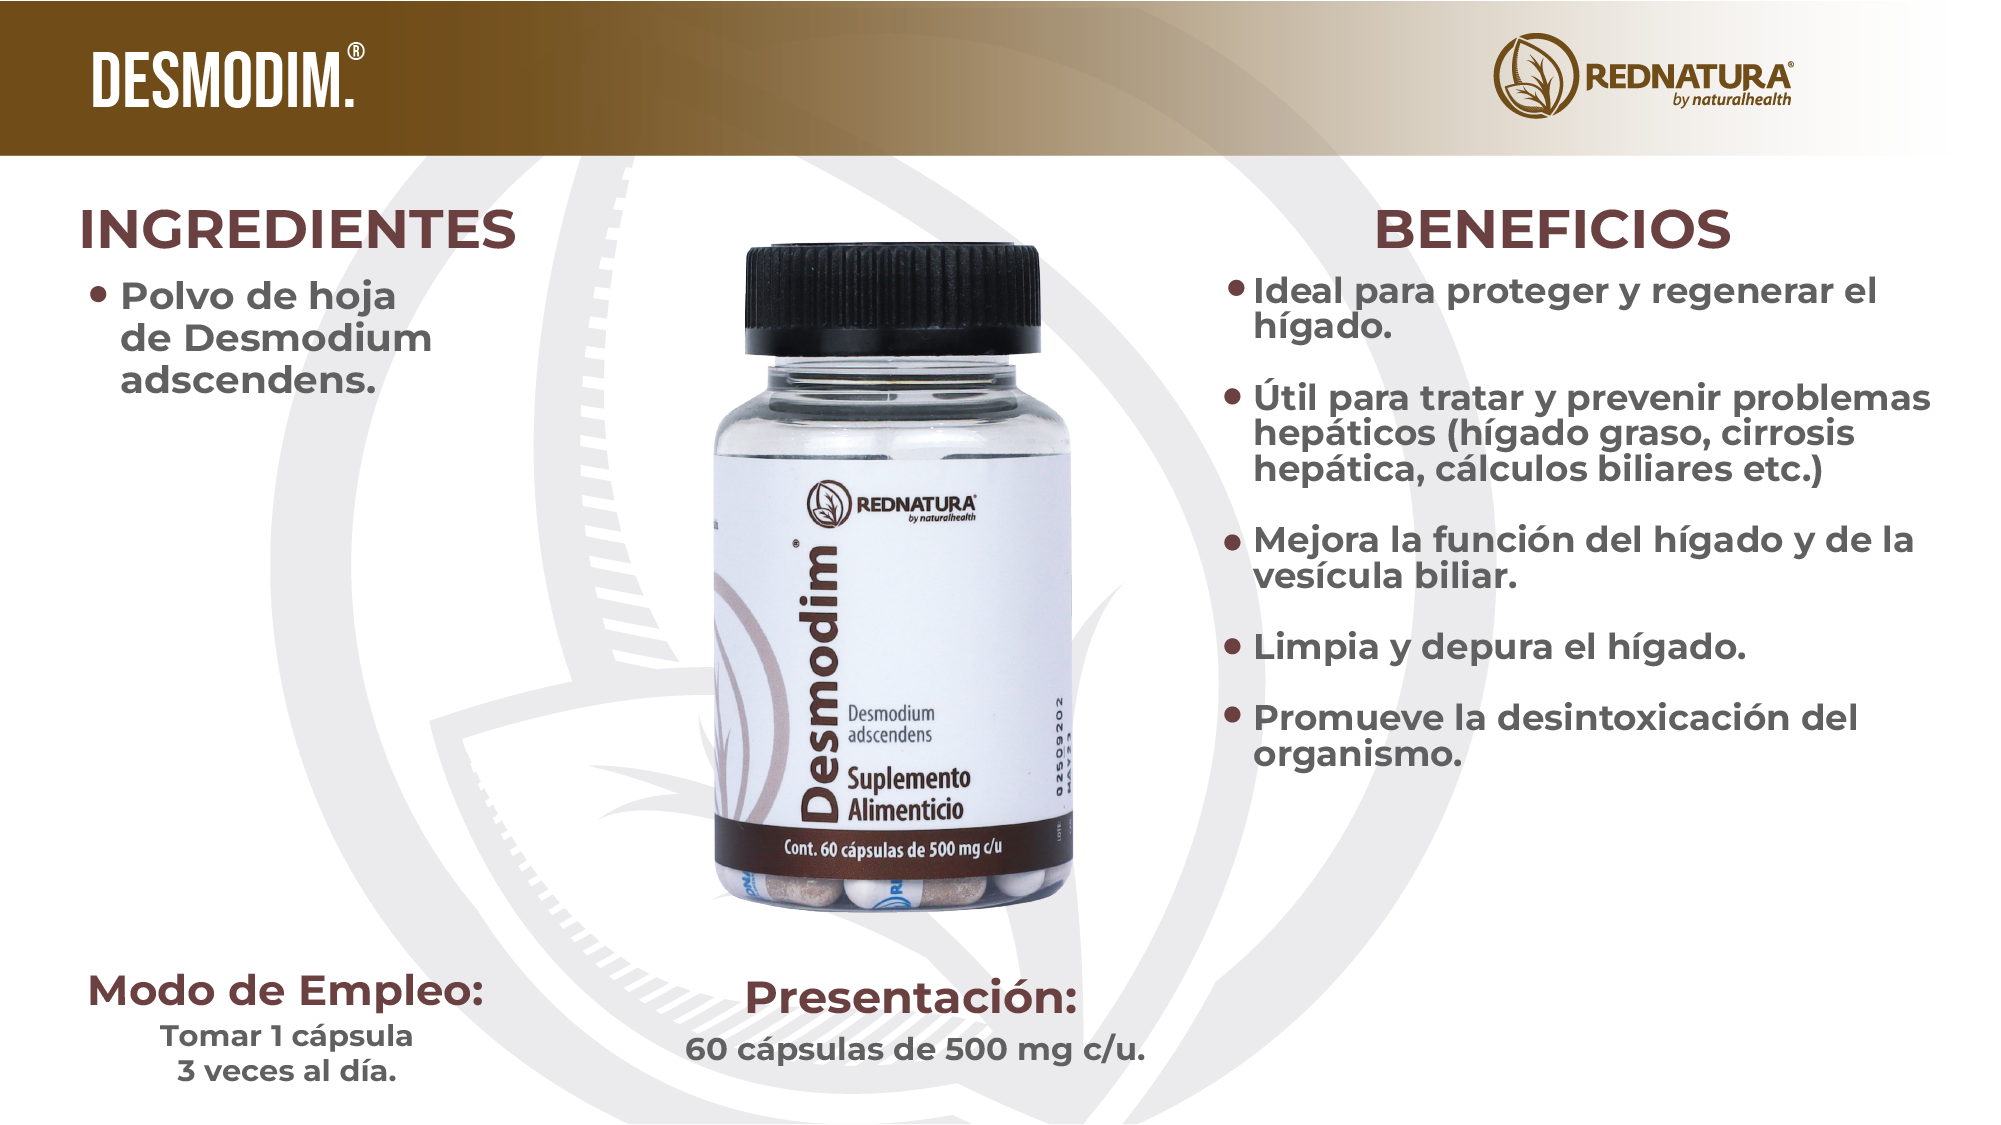 DESMODIM.®
REDNATURA®
by naturalhealth
INGREDIENTES
• Polvo de hoja
de Desmodium
adscendens.
BENEFICIOS
• Ideal para proteger y regenerar el
hígado.
• Útil para tratar y prevenir problemas
hepáticos (hígado graso, cirrosis
hepática, cálculos biliares etc.)
• Mejora la función del hígado y de la
vesícula biliar.
• Limpia y depura el hígado.
• Promueve la desintoxicación del
organismo.
REDNATURA
by naturalhealth
Desmodim®
Desmodium
adscendens
Suplemento
Alimenticio
Cont. 60 cápsulas de 500 mg c/u
02509202
Modo de Empleo:
Tomar 1 cápsula
3 veces al día.
Presentación:
60 cápsulas de 500 mg c/u.